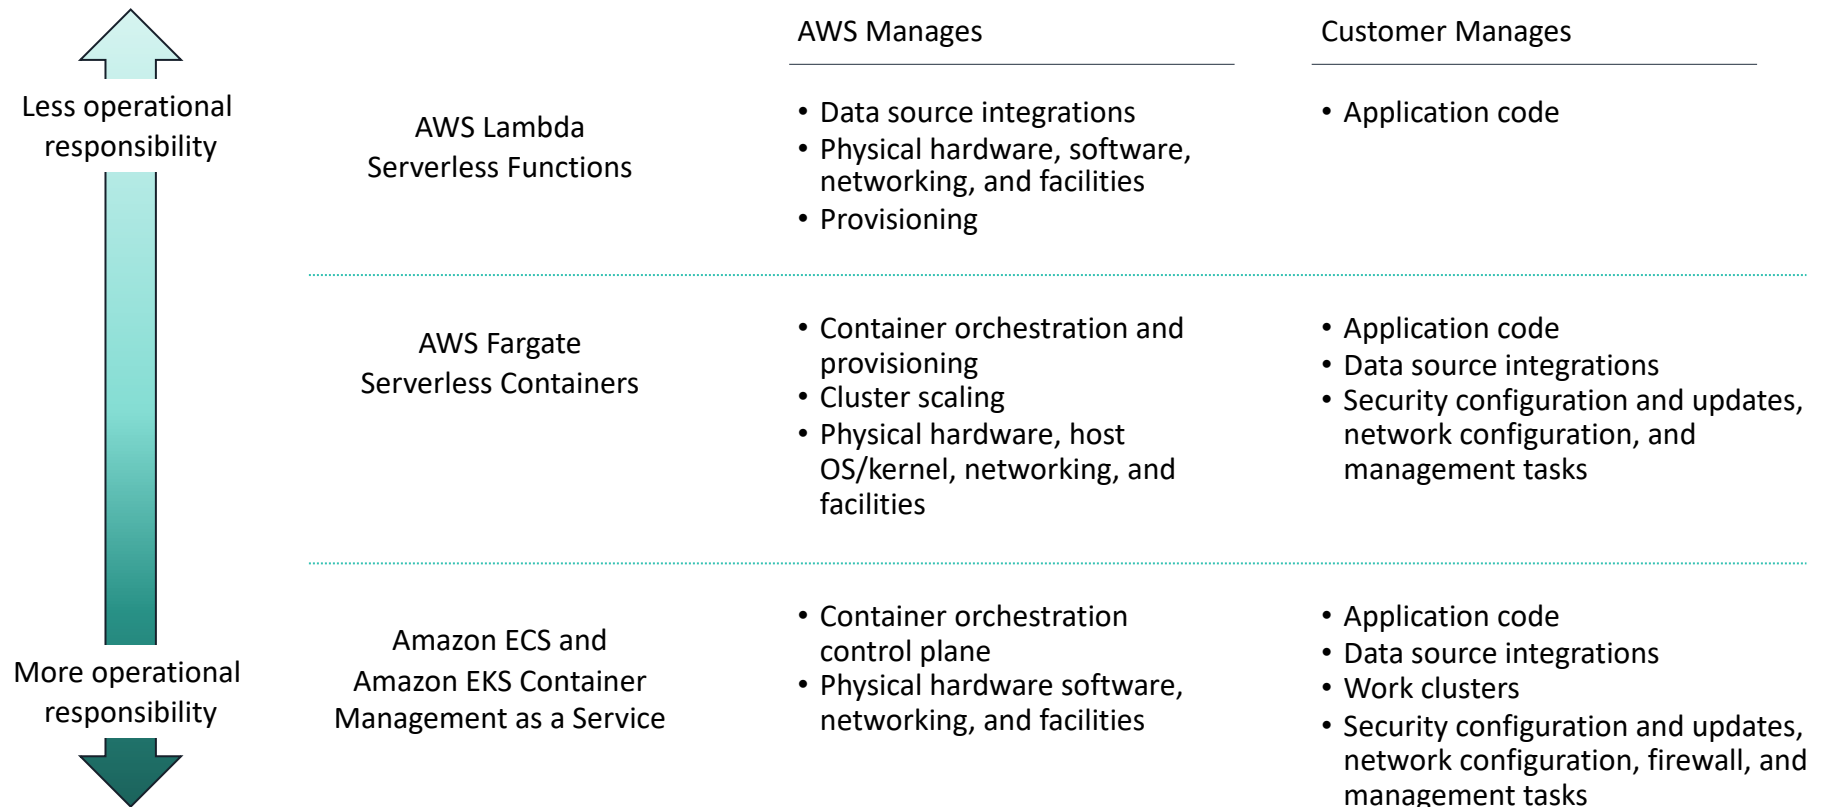 AWS Manages
Customer Manages
Less operational
responsibility
AWS Lambda
Serverless Functions
• Data source integrations
• Physical hardware, software,
networking, and facilities
• Provisioning
• Application code
AWS Fargate
Serverless Containers
• Container orchestration and
provisioning
• Cluster scaling
• Physical hardware, host
OS/kernel, networking, and
facilities
• Application code
• Data source integrations
• Security configuration and updates,
network configuration, and
management tasks
More operational
responsibility
Amazon ECS and
Amazon EKS Container
Management as a Service
• Container orchestration
control plane
• Physical hardware software,
networking, and facilities
• Application code
• Data source integrations
• Work clusters
• Security configuration and updates,
network configuration, firewall, and
management tasks